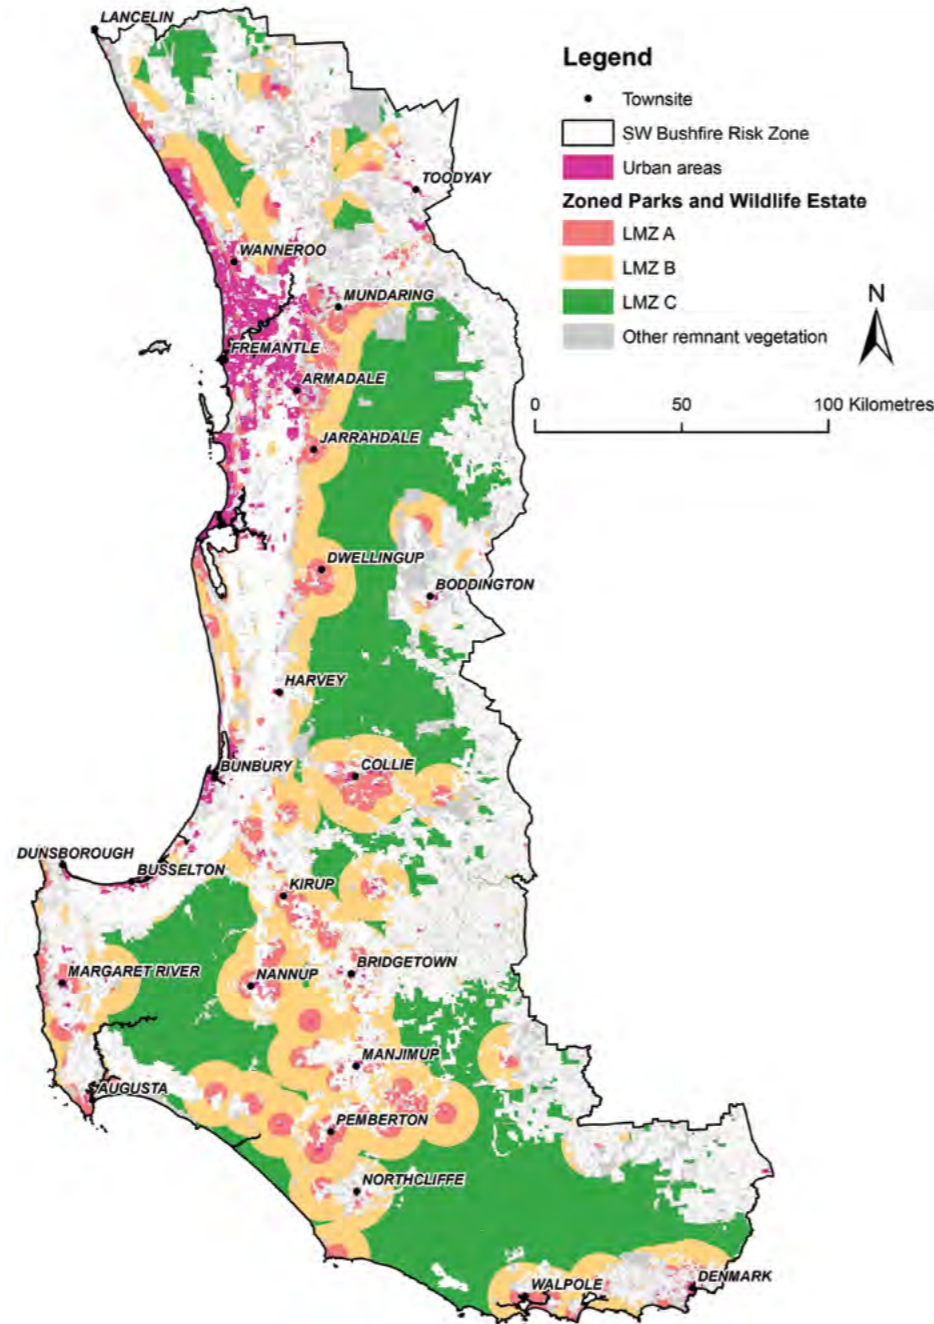 LANCELIN
Legend
Townsite
SW Bushfire Risk Zone
Urban areas
Zoned Parks and Wildlife Estate
LMZ A
LMZ B
LMZ C
Other remnant vegetation
N
0 50 100 Kilometres
TOODYAY
WANNEROO
MUNDARING
FREMANTLE
ARMADALE
JARRAHDALE
DWELLINGUP
BODDINGTON
HARVEY
BUNBURY
COLLIE
DUNSBOROUGH
BUSSELTON
KIRUP
MARGARET RIVER
NANNUP
BRIDGETOWN
MANJIMUP
AUGUSTA
PEMBERTON
NORTHCLIFFE
WALPOLE
DENMARK